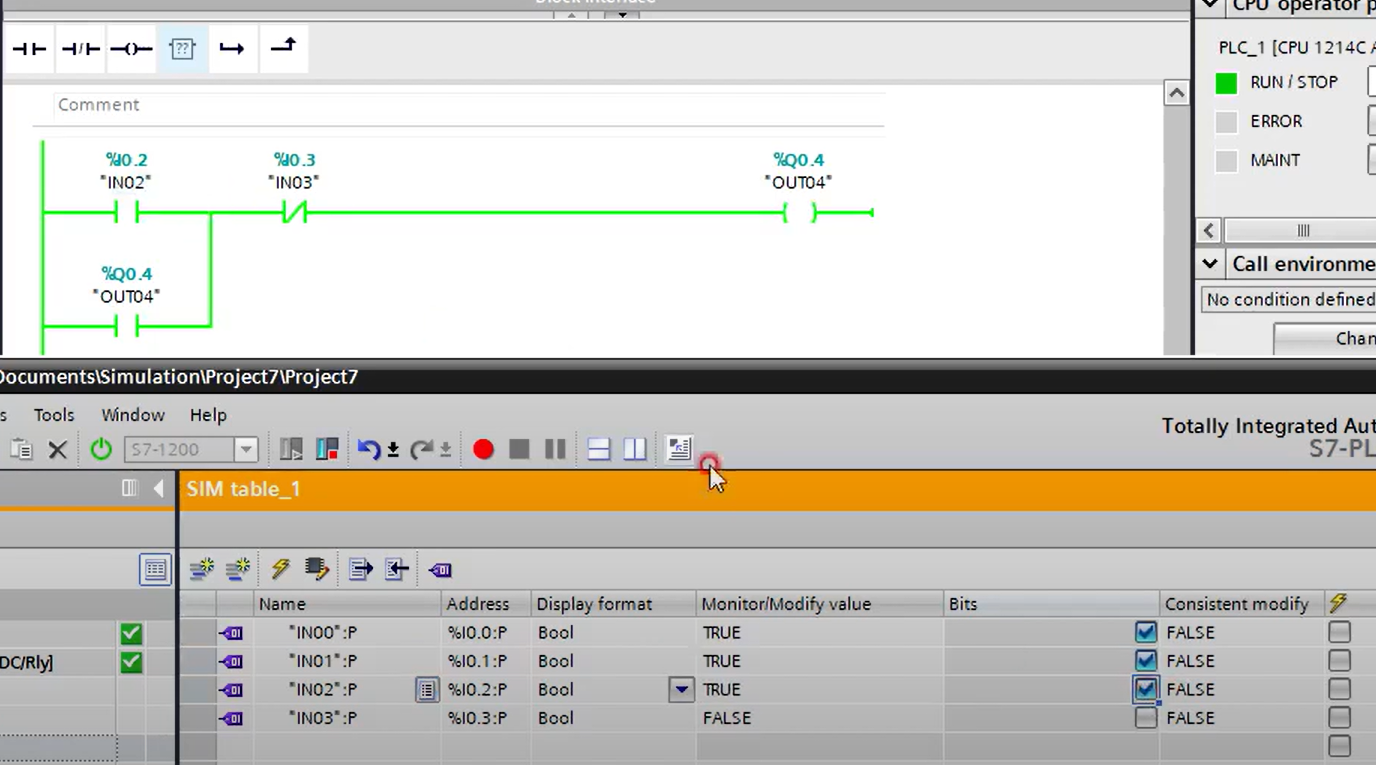 Block interface
CPU operator p
PLC_1 [CPU 1214C A
RUN / STOP
ERROR
MAINT
??
Comment
%I0.2
"IN02"
%I0.3
"IN03"
%Q0.4
"OUT04"
%Q0.4
"OUT04"
Call environme
No condition defined
Chan
Documents\Simulation\Project7\Project7
s Tools Window Help
Totally Integrated Aut
S7-PL
S7-1200
SIM table_1
Name Address Display format Monitor/Modify value Bits Consistent modify
"IN00":P %I0.0:P Bool TRUE FALSE
DC/Rly]
"IN01":P %I0.1:P Bool TRUE FALSE
"IN02":P %I0.2:P Bool TRUE FALSE
"IN03":P %I0.3:P Bool FALSE FALSE